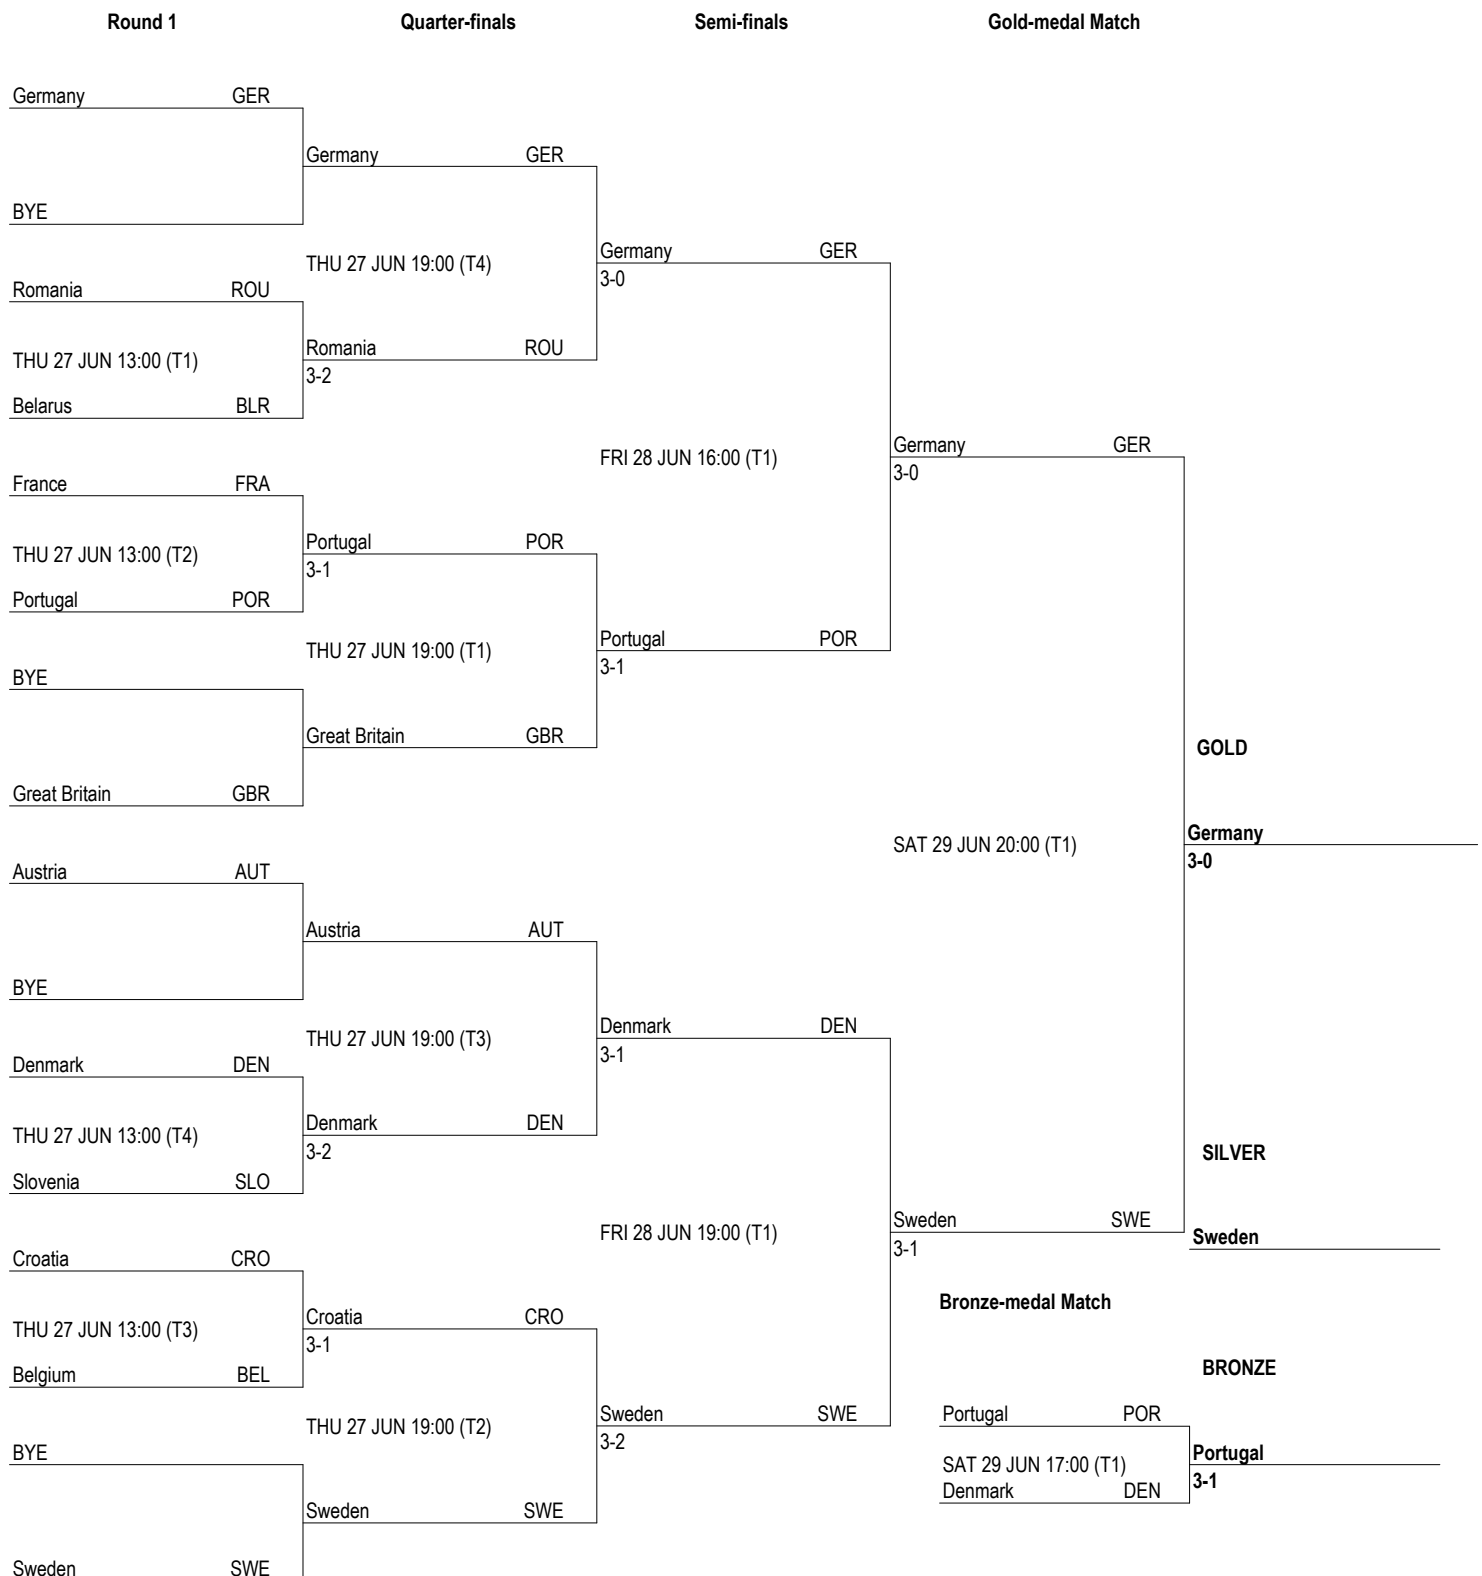 Round 1 Quarter-finals Semi-finals Gold-medal Match
Germany GER
Germany GER
BYE
Germany GER
THU 27 JUN 19:00 (T4)
3-0
Romania ROU
Romania ROU
THU 27 JUN 13:00 (T1)
3-2
Belarus BLR
Germany GER
FRI 28 JUN 16:00 (T1)
3-0
France FRA
Portugal POR
THU 27 JUN 13:00 (T2)
3-1
Portugal POR
Portugal POR
THU 27 JUN 19:00 (T1)
3-1
BYE
Great Britain GBR
GOLD
Great Britain GBR
Germany
SAT 29 JUN 20:00 (T1)
3-0
Austria AUT
Austria AUT
BYE
Denmark DEN
THU 27 JUN 19:00 (T3)
3-1
Denmark DEN
Denmark DEN
THU 27 JUN 13:00 (T4)
3-2
SILVER
Slovenia SLO
Sweden SWE
FRI 28 JUN 19:00 (T1)
Sweden
3-1
Croatia CRO
Bronze-medal Match
Croatia CRO
THU 27 JUN 13:00 (T3)
3-1
BRONZE
Belgium BEL
Sweden SWE
Portugal POR
THU 27 JUN 19:00 (T2)
3-2
BYE
Portugal
SAT 29 JUN 17:00 (T1)
3-1
Denmark DEN
Sweden SWE
Sweden SWE